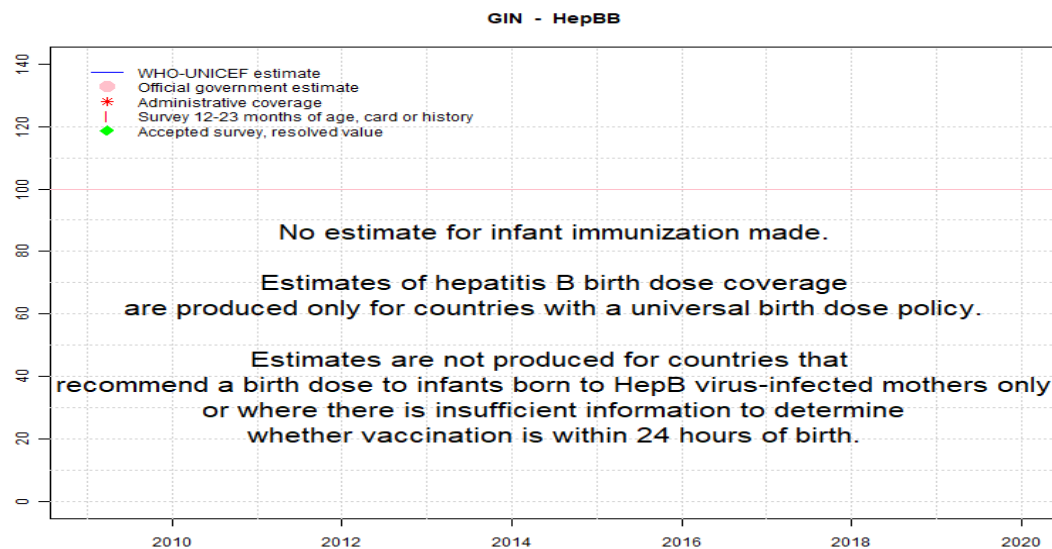 GIN - HepBB
140
120
100
80
60
40
20
0
WHO-UNICEF estimate
Official government estimate
Administrative coverage
Survey 12-23 months of age, card or history
Accepted survey, resolved value
No estimate for infant immunization made.
Estimates of hepatitis B birth dose coverage
are produced only for countries with a universal birth dose policy.
Estimates are not produced for countries that
recommend a birth dose to infants born to HepB virus-infected mothers only
or where there is insufficient information to determine
whether vaccination is within 24 hours of birth.
2010 2012 2014 2016 2018 2020